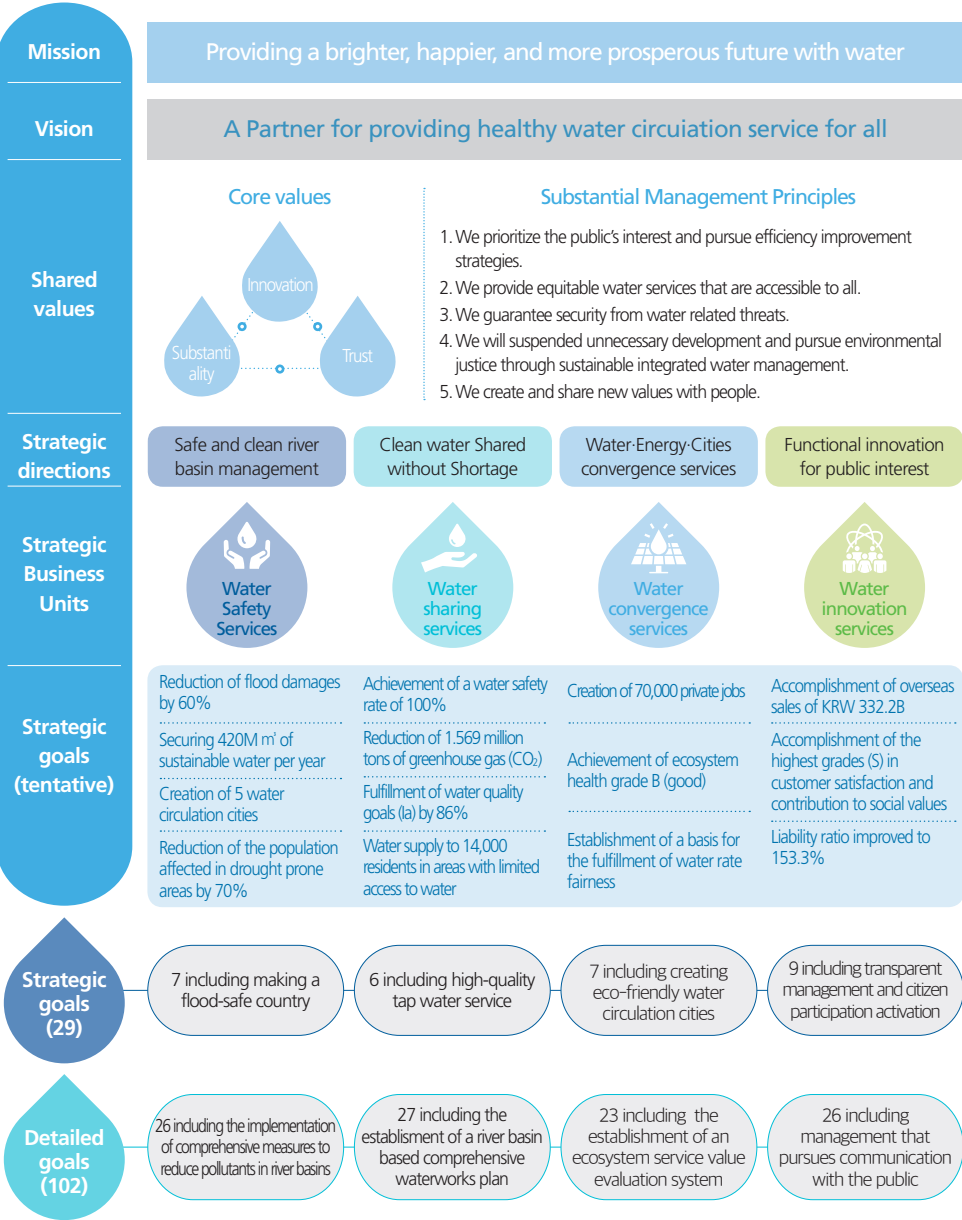 Mission
Providing a brighter, happier, and more prosperous future with water
Vision
A Partner for providing healthy water circuiation service for all
Shared
values
Core values
Innovation
Substanti
ality
Trust
Substantial Management Principles
1. We prioritize the public's interest and pursue efficiency improvement
strategies.
2. We provide equitable water services that are accessible to all.
3. We guarantee security from water related threats.
4. We will suspended unnecessary development and pursue environmental
justice through sustainable integrated water management.
5. We create and share new values with people.
Strategic
directions
Safe and clean river
basin management
Clean water Shared
without Shortage
Water·Energy·Cities
convergence services
Functional innovation
for public interest
Strategic
Business
Units
Water
Safety
Services
Water
sharing
services
Water
convergence
services
Water
innovation
services
Strategic
goals
(tentative)
Reduction of flood damages
by 60%
Securing 420M m³ of
sustainable water per year
Creation of 5 water
circulation cities
Reduction of the population
affected in drought prone
areas by 70%
Achievement of a water safety
rate of 100%
Reduction of 1.569 million
tons of greenhouse gas (CO₂)
Fulfillment of water quality
goals (Ia) by 86%
Water supply to 14,000
residents in areas with limited
access to water
Creation of 70,000 private jobs
Achievement of ecosystem
health grade B (good)
Establishment of a basis for
the fulfillment of water rate
fairness
Accomplishment of overseas
sales of KRW 332.2B
Accomplishment of the
highest grades (S) in
customer satisfaction and
contribution to social values
Liability ratio improved to
153.3%
Strategic
goals
(29)
7 including making a
flood-safe country
6 including high-quality
tap water service
7 including creating
eco-friendly water
circulation cities
9 including transparent
management and citizen
participation activation
Detailed
goals
(102)
26 including the implementation
of comprehensive measures to
reduce pollutants in river basins
27 including the
establisment of a river basin
based comprehensive
waterworks plan
23 including the
establishment of an
ecosystem service value
evaluation system
26 including
management that
pursues communication
with the public